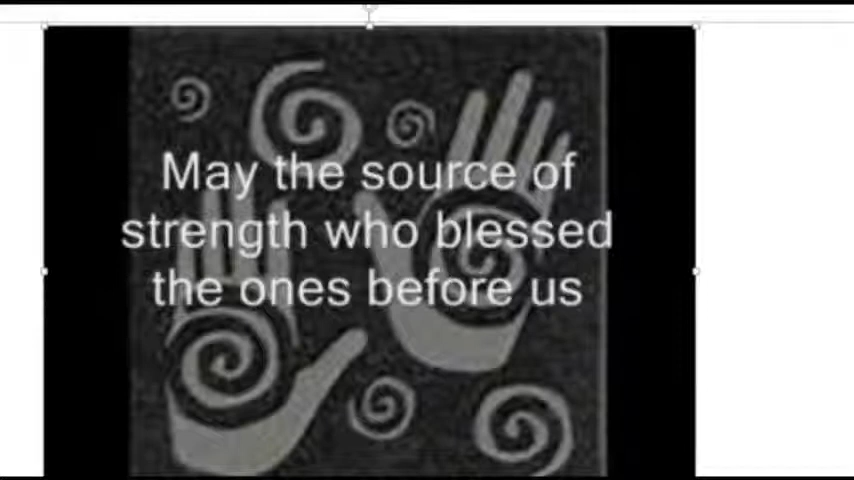 May the source of
strength who blessed
the ones before us